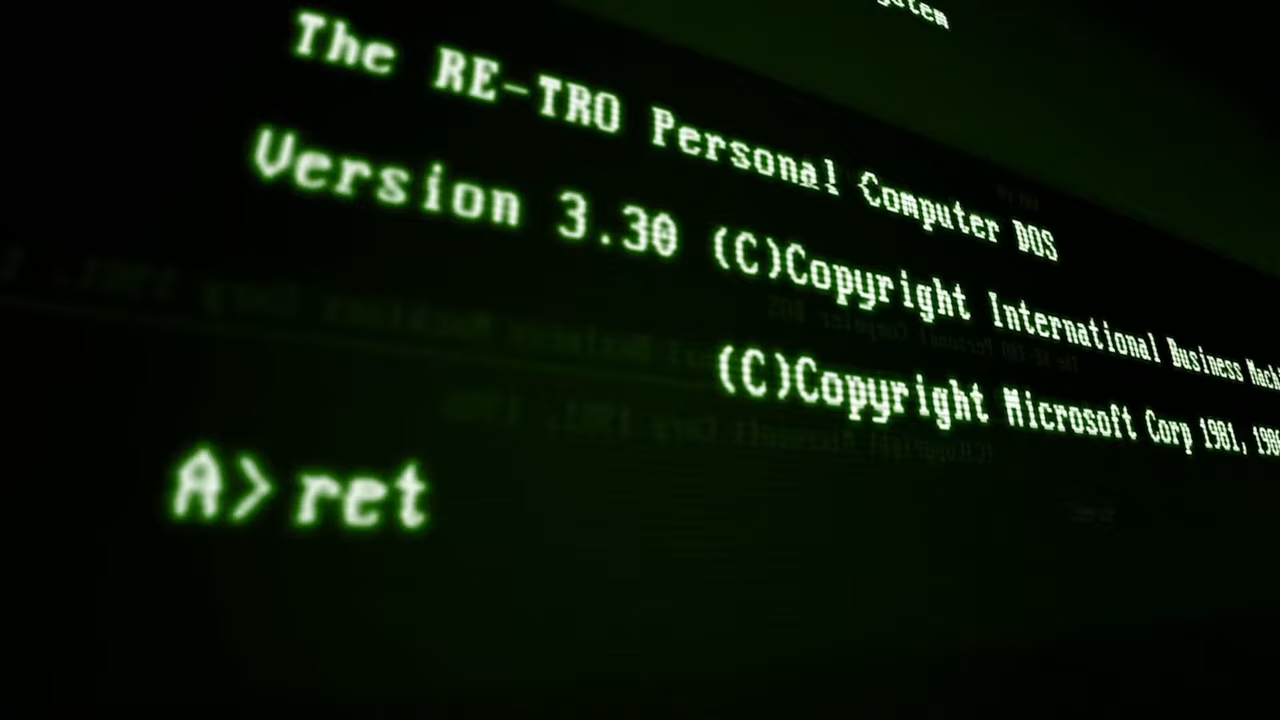 The RE-TRO Personal Computer DOS
Version 3.30 (C)Copyright International Business
(C)Copyright Microsoft Corp 1981,
A>ret